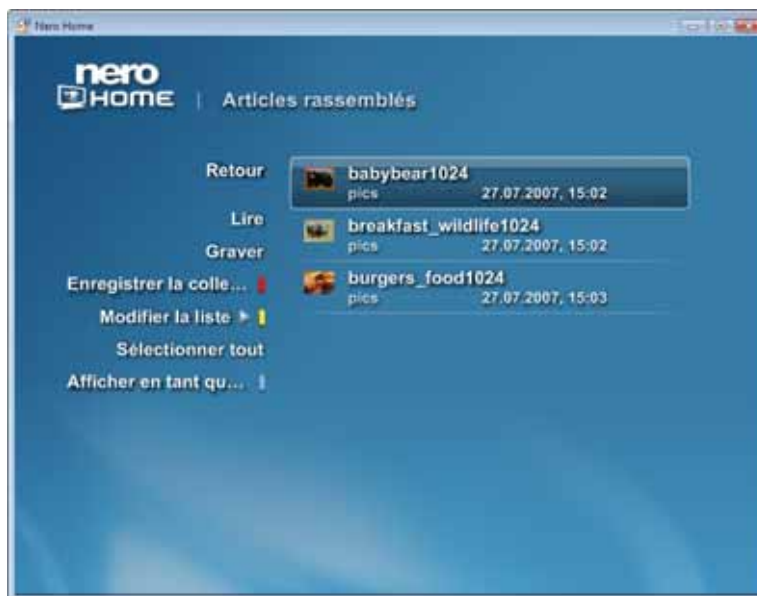 Nero Home
nero
HOME | Articles rassemblés
Retour
Lire
Graver
Enregistrer la colle...
Modifier la liste
Sélectionner tout
Afficher en tant qu...
babybear1024
pics 27.07.2007, 15:02
breakfast_wildlife1024
pics 27.07.2007, 15:02
burgers_food1024
pics 27.07.2007, 15:03